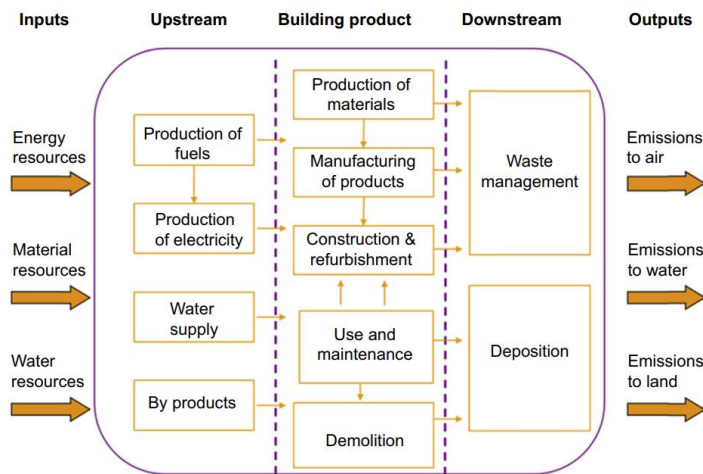 Inputs
Upstream
Building product
Downstream
Outputs
Energy
resources
Material
resources
Water
resources
Production of
fuels
Production
of electricity
Water
supply
By products
Production of
materials
Manufacturing
of products
Construction &
refurbishment
Use and
maintenance
Demolition
Waste
management
Deposition
Emissions
to air
Emissions
to water
Emissions
to land